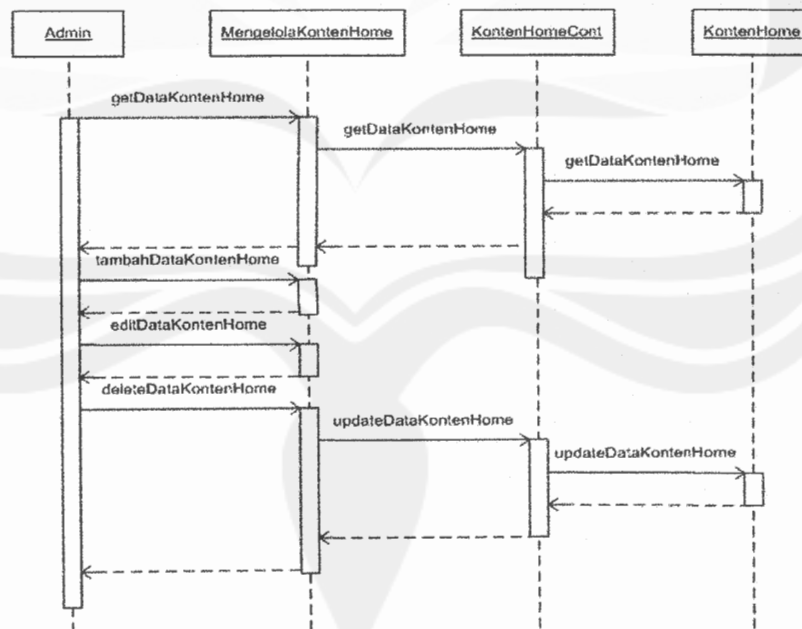 Admin
MengelolaKontenHome
KontenHomeCont
KontenHome
getDataKontenHome
getDataKontenHome
getDataKontenHome
tambahDataKontenHome
editDataKontenHome
deleteDataKontenHome
updateDataKontenHome
updateDataKontenHome